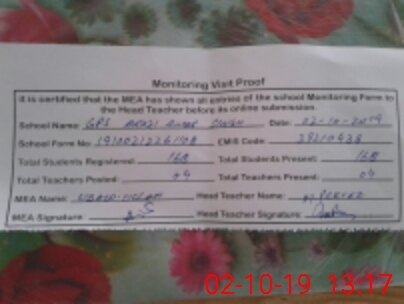 Monitoring Visit Proof
It is certified that the MEA has shown all entries of the school Monitoring Form to
the Head Teacher before its online submission.
School Name: GPS Date: 02-10-2019
School Form No: EMIS Code:
Total Students Registered: 168 Total Students Present: 168
Total Teachers Posted: 04 Total Teachers Present: 04
MEA Name: Head Teacher Name:
MEA Signature: Head Teacher Signature:
02-10-19 13:17